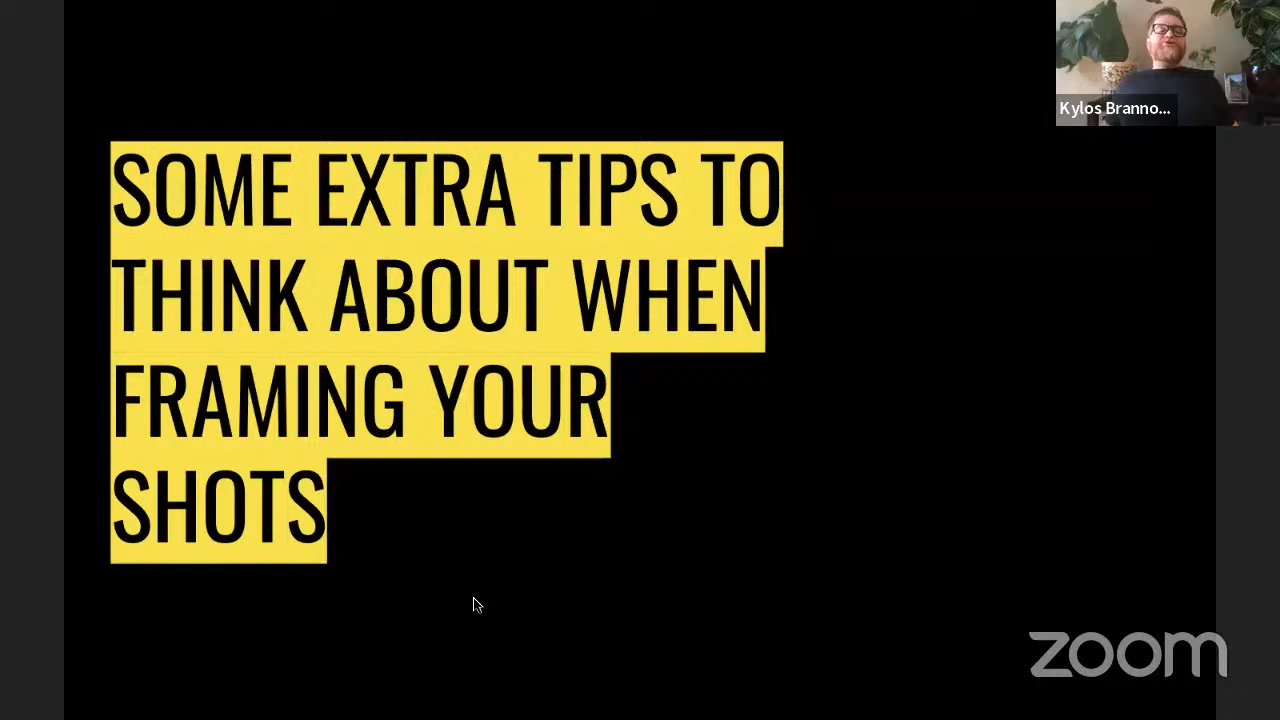 Kylos Branno...
SOME EXTRA TIPS TO
THINK ABOUT WHEN
FRAMING YOUR
SHOTS
zoom